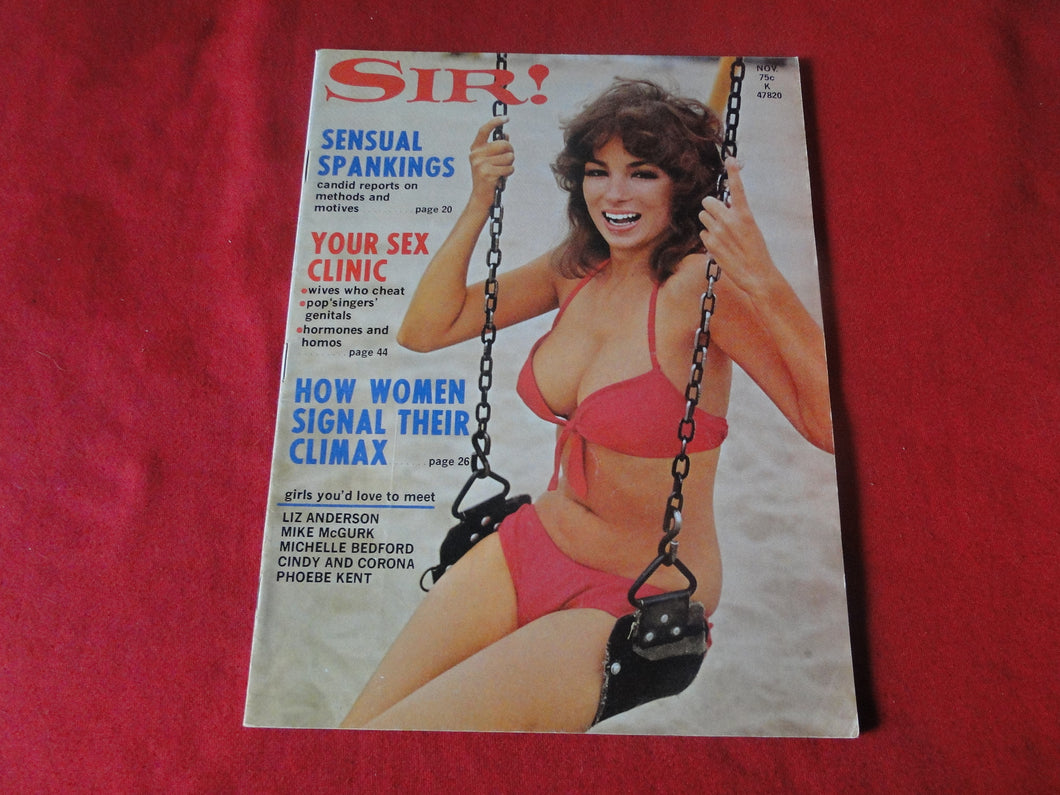 SIR!
NOV.
75c
K
47820
SENSUAL
SPANKINGS
candid reports on
methods and
motives ........ page 20
YOUR SEX
CLINIC
•wives who cheat
•pop'singers'
genitals
•hormones and
homos
........ page 44
HOW WOMEN
SIGNAL THEIR
CLIMAX ...... page 26
girls you'd love to meet
LIZ ANDERSON
MIKE McGURK
MICHELLE BEDFORD
CINDY AND CORONA
PHOEBE KENT